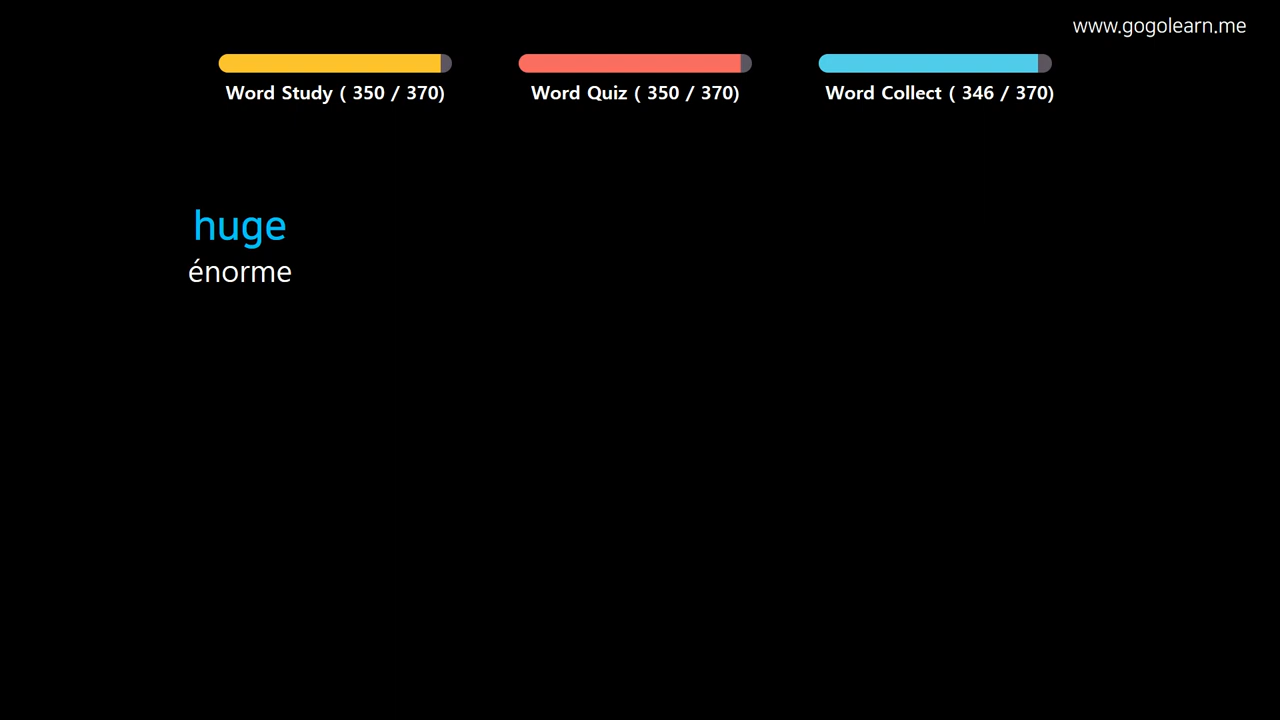 www.gogolearn.me
Word Study ( 350 / 370)
Word Quiz ( 350 / 370)
Word Collect ( 346 / 370)
huge
énorme